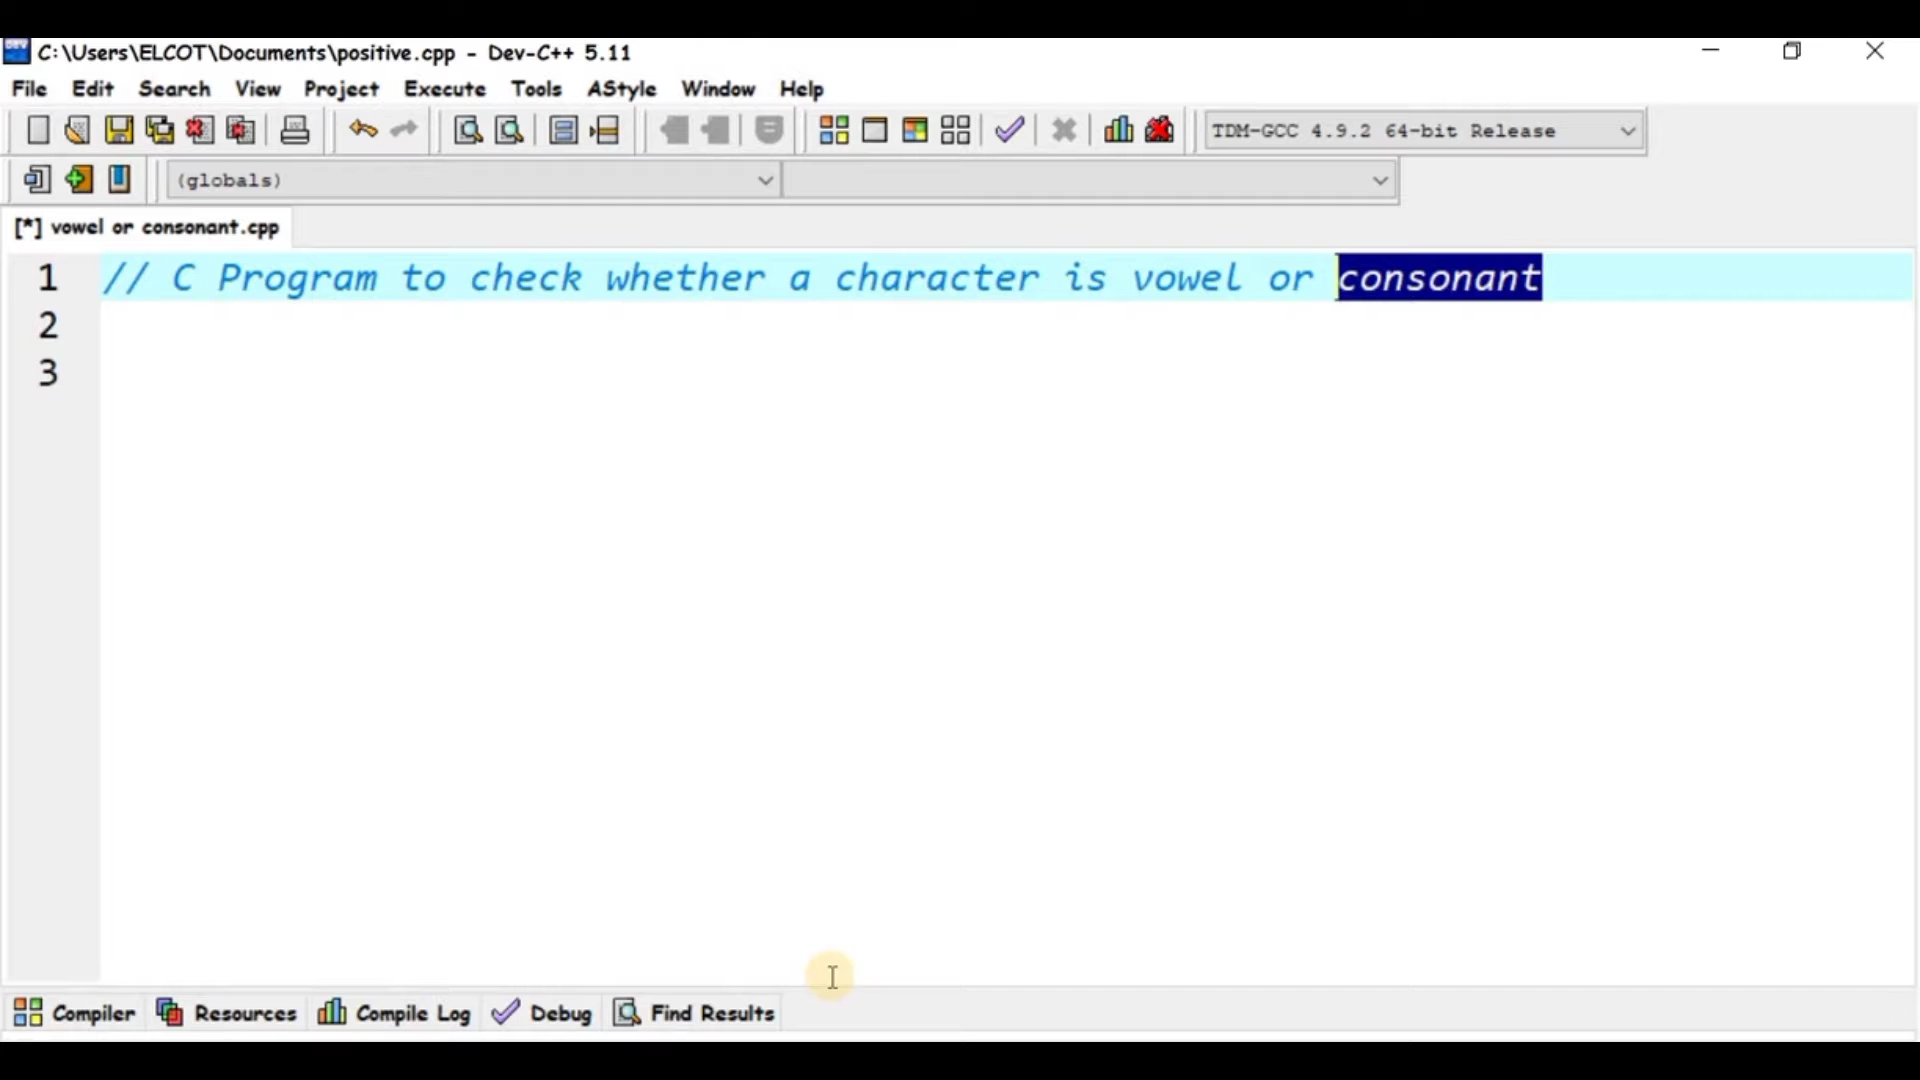 C:\Users\ELCOT\Documents\positive.cpp - Dev-C++ 5.11
File Edit Search View Project Execute Tools AStyle Window Help
TDM-GCC 4.9.2 64-bit Release
(globals)
[*] vowel or consonant.cpp
1 // C Program to check whether a character is vowel or consonant
2
3
Compiler Resources Compile Log Debug Find Results